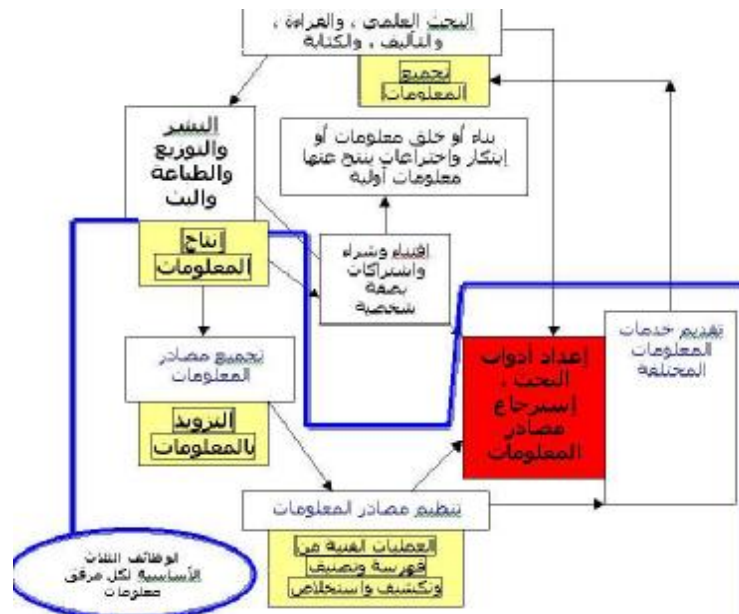 البحث العلمي ، والقراءة ،
والتأليف ، والكتابة
تجميع
المعلومات
النشر
والتوزيع
والطباعة
والبث
بناء أو خلق معلومات أو
إبتكار واختراعات ينتج عنها
معلومات أولية
إنتاج
المعلومات
اقتناء وشراء
واشتراكات
بصفة
شخصية
تقديم خدمات
المعلومات
المختلفة
إعداد أدوات
البحث ،
إسترجاع
مصادر
المعلومات
تجميع مصادر
المعلومات
التزويد
بالمعلومات
تنظيم مصادر المعلومات
العمليات الفنية من
فهرسة وتصنيف
وتكشيف واستخلاص
الوظائف الثلاث
الأساسية لكل مرفق
معلومات